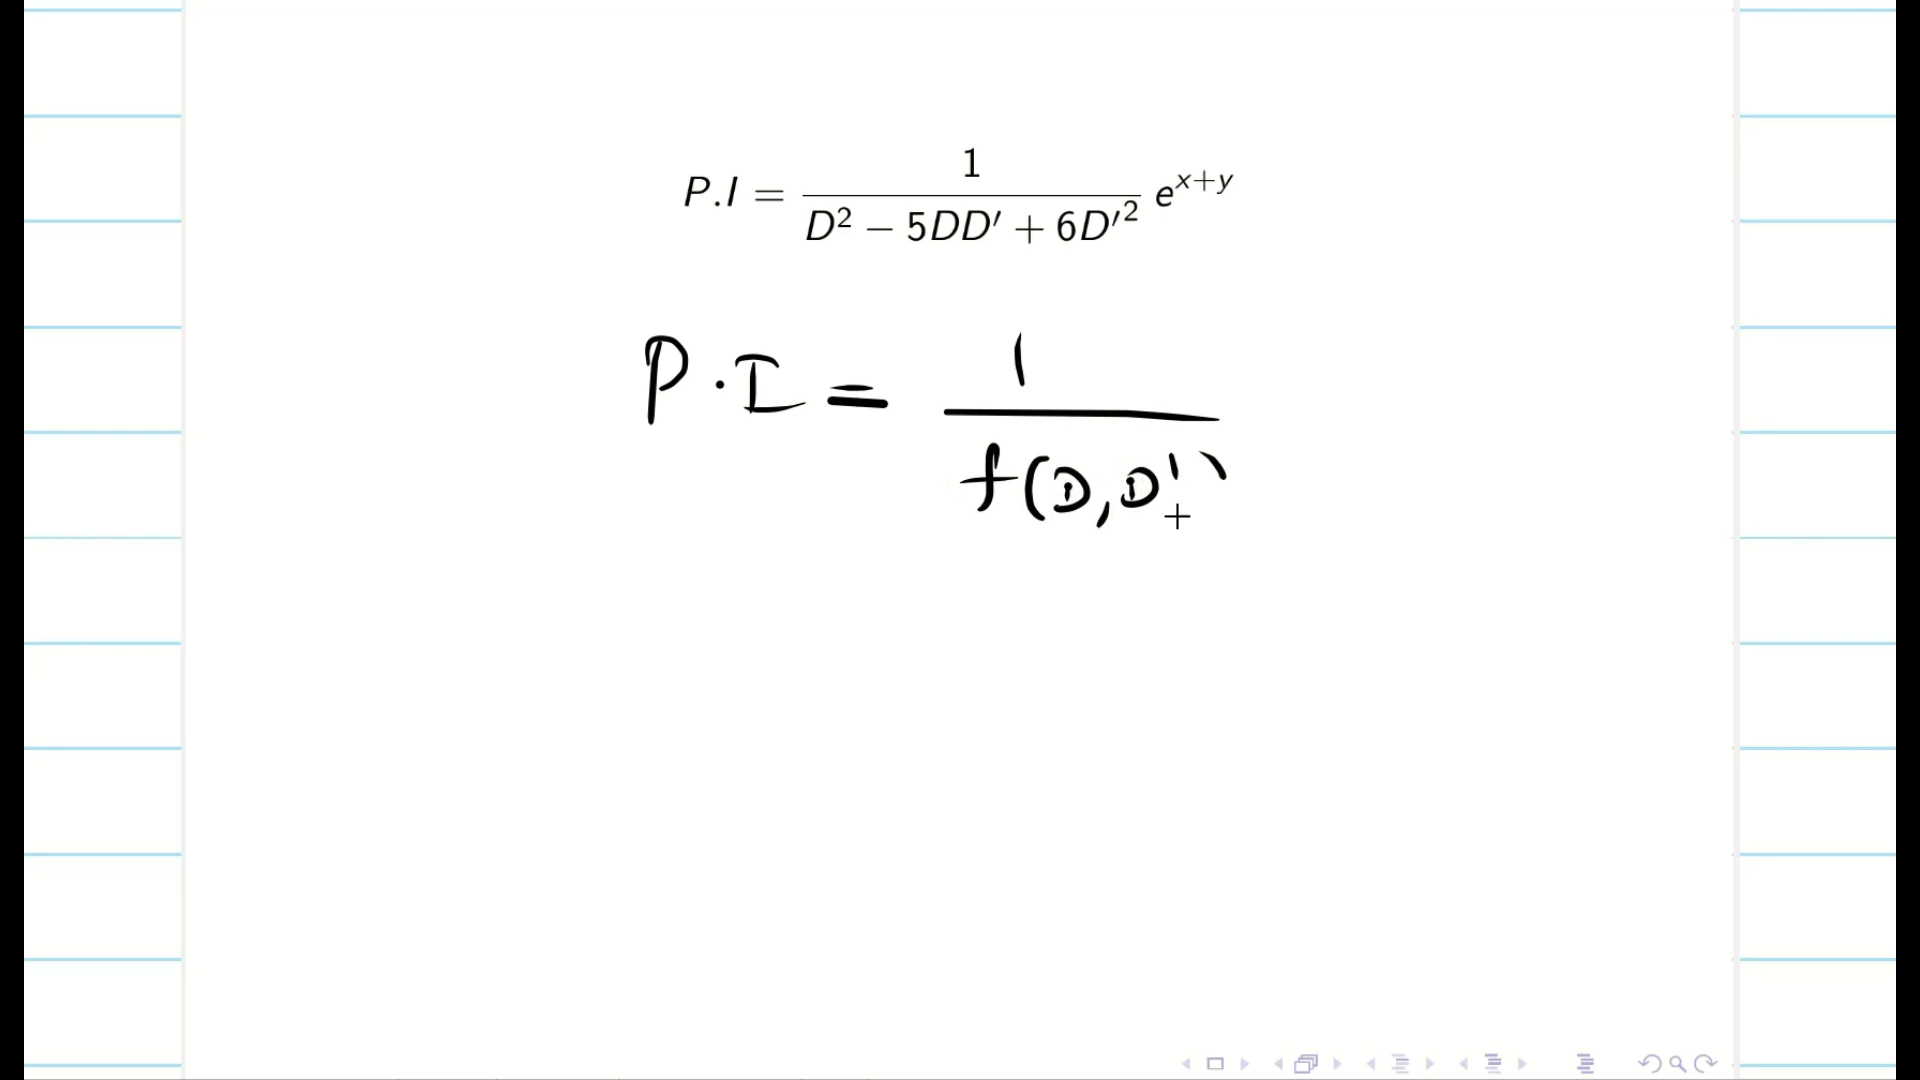 P.I = 1 / (D² − 5DD′ + 6D′²) e^(x+y)
P.I = 1 / f(D,D')